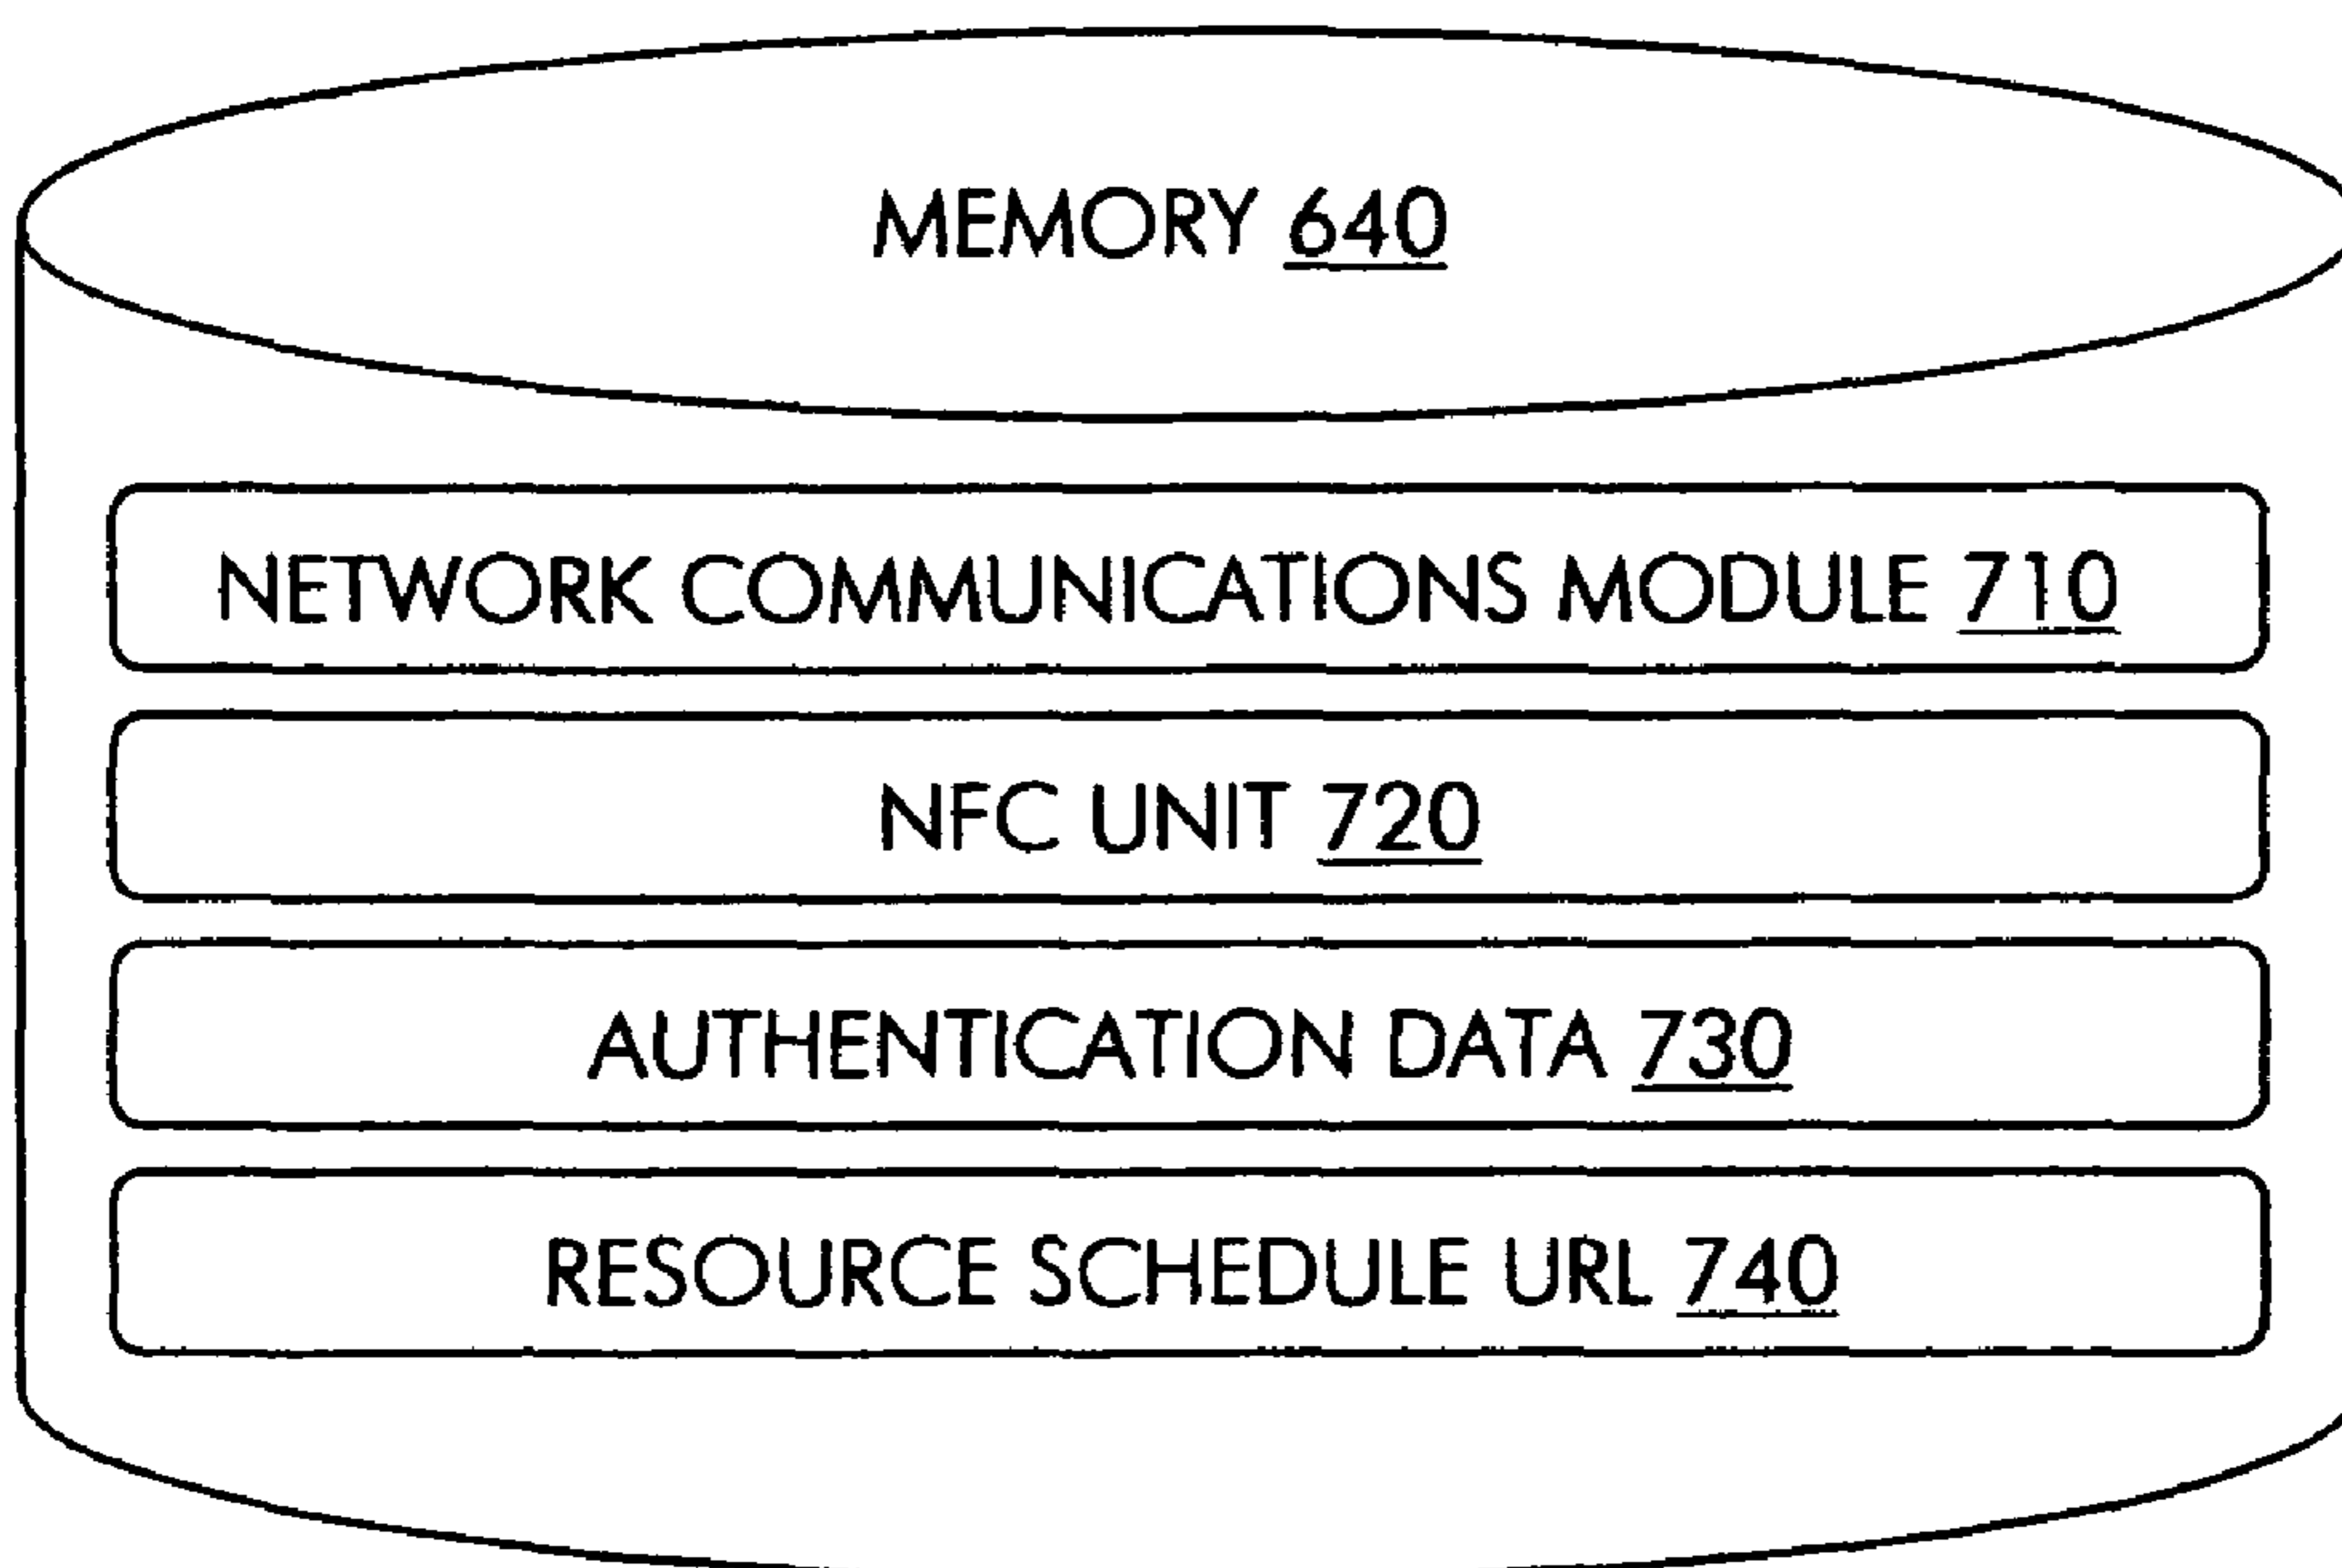 MEMORY 640
NETWORK COMMUNICATIONS MODULE 710
NFC UNIT 720
AUTHENTICATION DATA 730
RESOURCE SCHEDULE URL 740